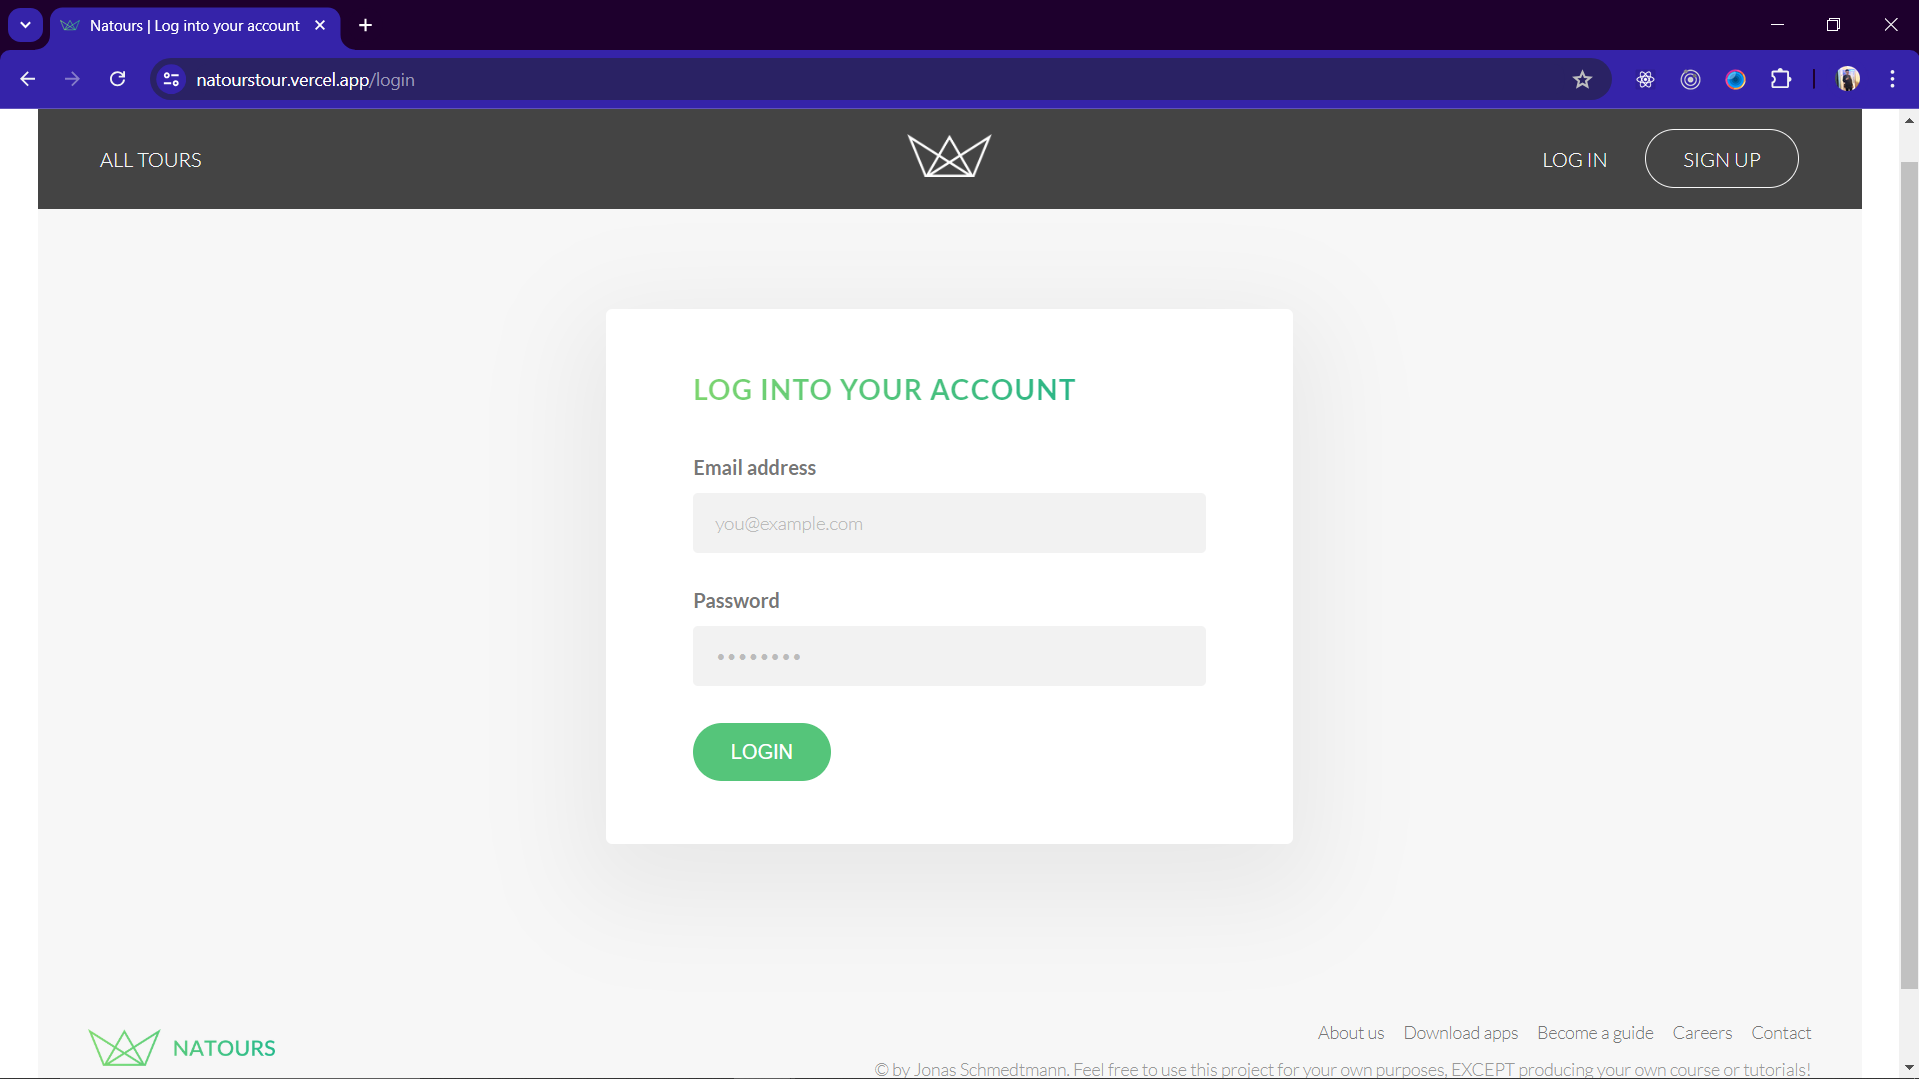 Natours | Log into your account
natourstour.vercel.app/login
ALL TOURS
LOG IN
SIGN UP
LOG INTO YOUR ACCOUNT
Email address
you@example.com
Password
••••••••
LOGIN
NATOURS
About us Download apps Become a guide Careers Contact
© by Jonas Schmedtmann. Feel free to use this project for your own purposes, EXCEPT producing your own course or tutorials!